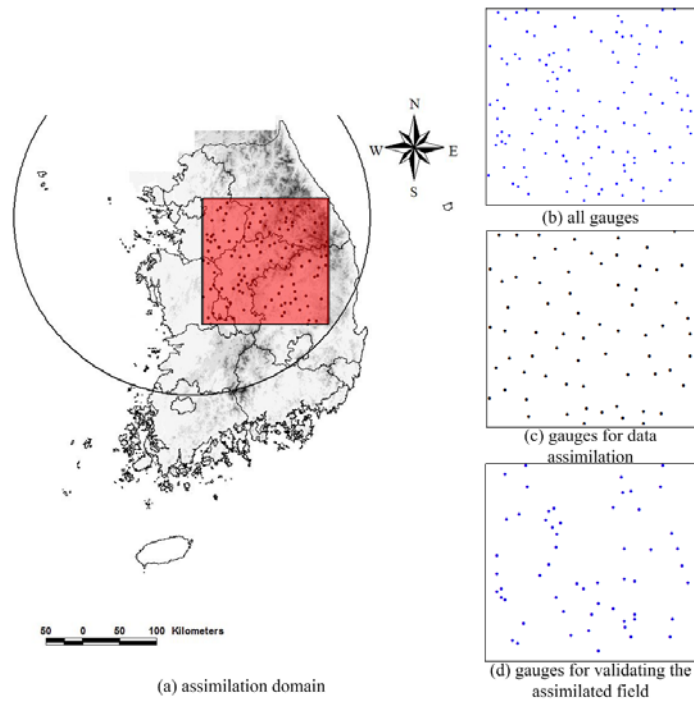 N
W
E
S
50 0 50 100 Kilometers
(a) assimilation domain
(b) all gauges
(c) gauges for data
assimilation
(d) gauges for validating the
assimilated field